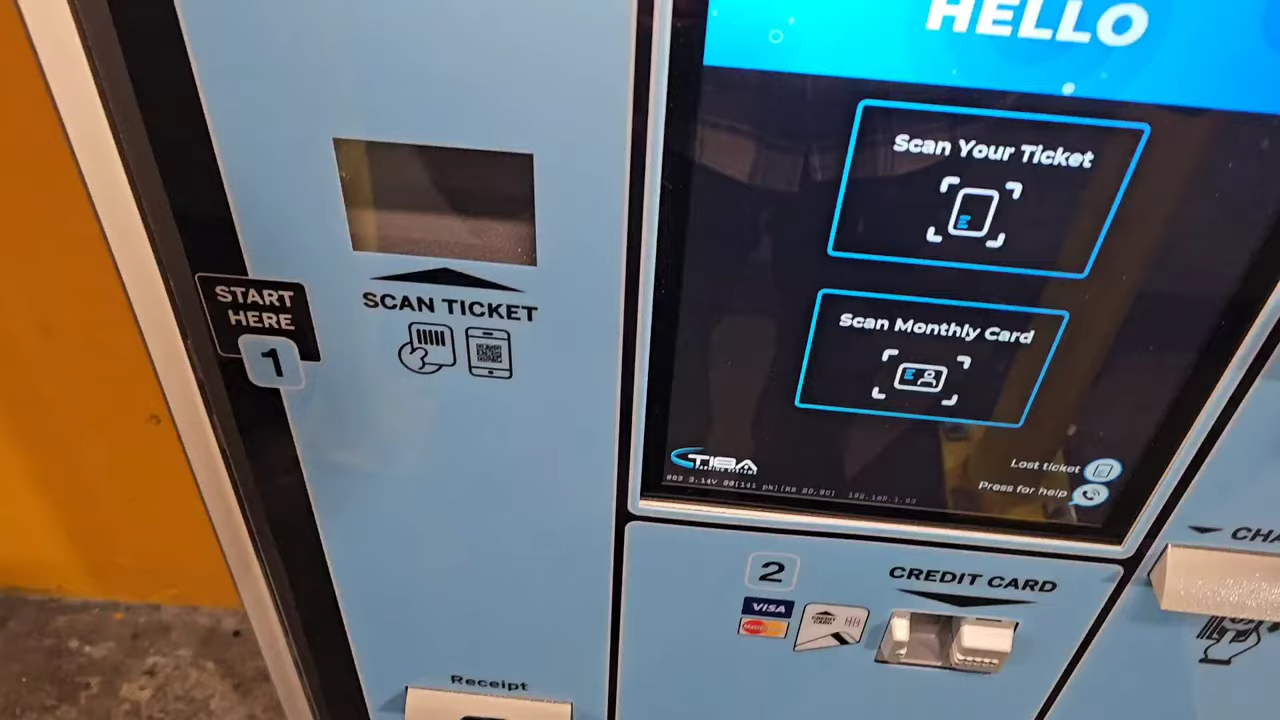 HELLO
Scan Your Ticket
Scan Monthly Card
START
HERE
1
SCAN TICKET
TIBA
Lost ticket
Press for help
2
CREDIT CARD
VISA
Receipt